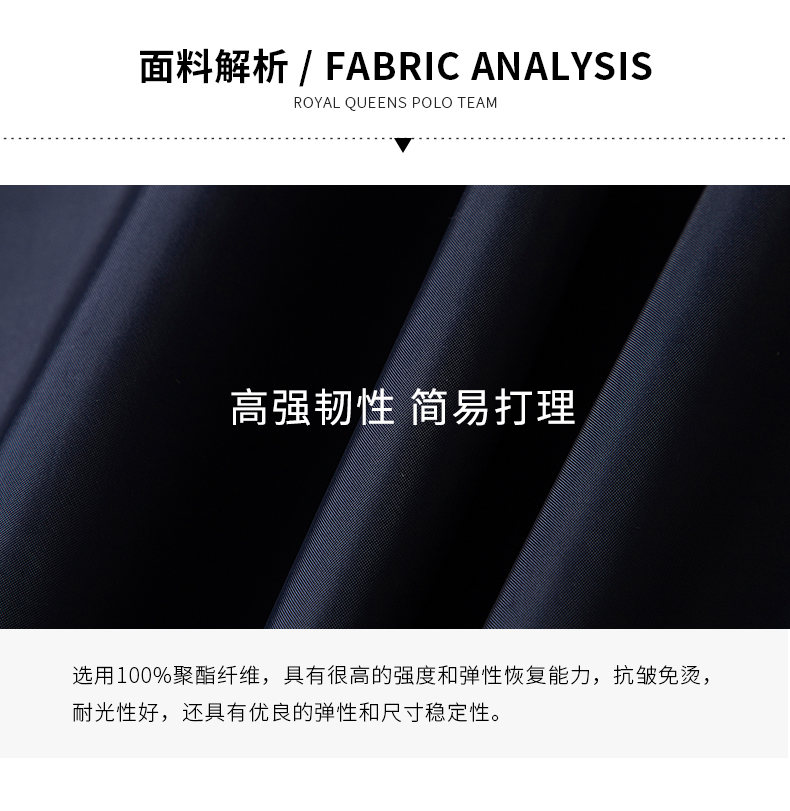 面料解析 / FABRIC ANALYSIS
ROYAL QUEENS POLO TEAM
高强韧性 简易打理
选用100%聚酯纤维，具有很高的强度和弹性恢复能力，抗皱免烫，
耐光性好，还具有优良的弹性和尺寸稳定性。